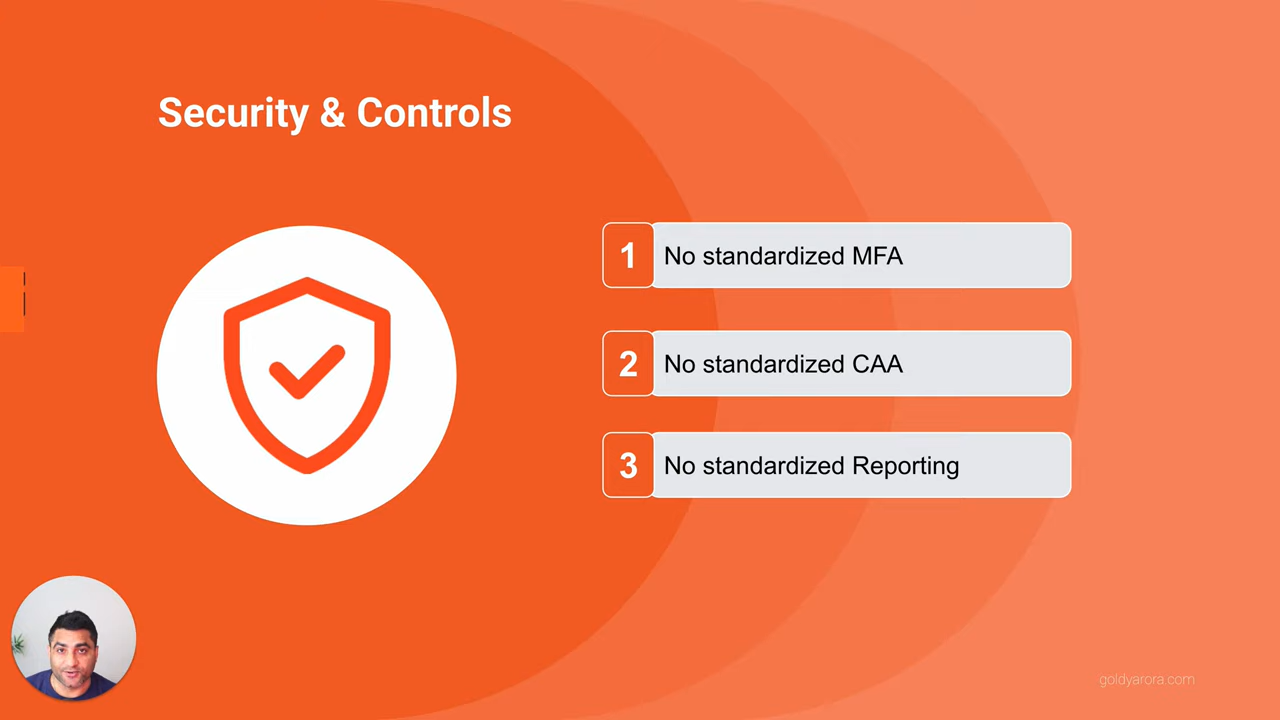 Security & Controls
1 No standardized MFA
2 No standardized CAA
3 No standardized Reporting
goldyarora.com